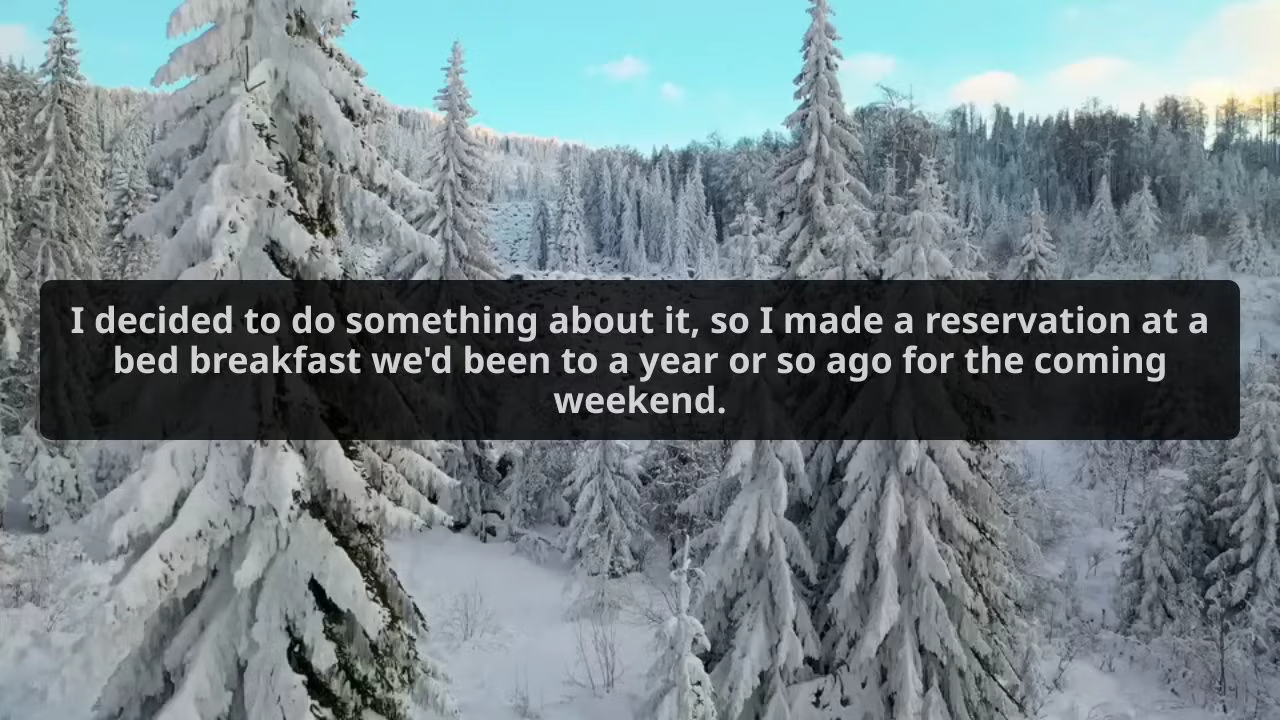 I decided to do something about it, so I made a reservation at a
bed breakfast we'd been to a year or so ago for the coming
weekend.